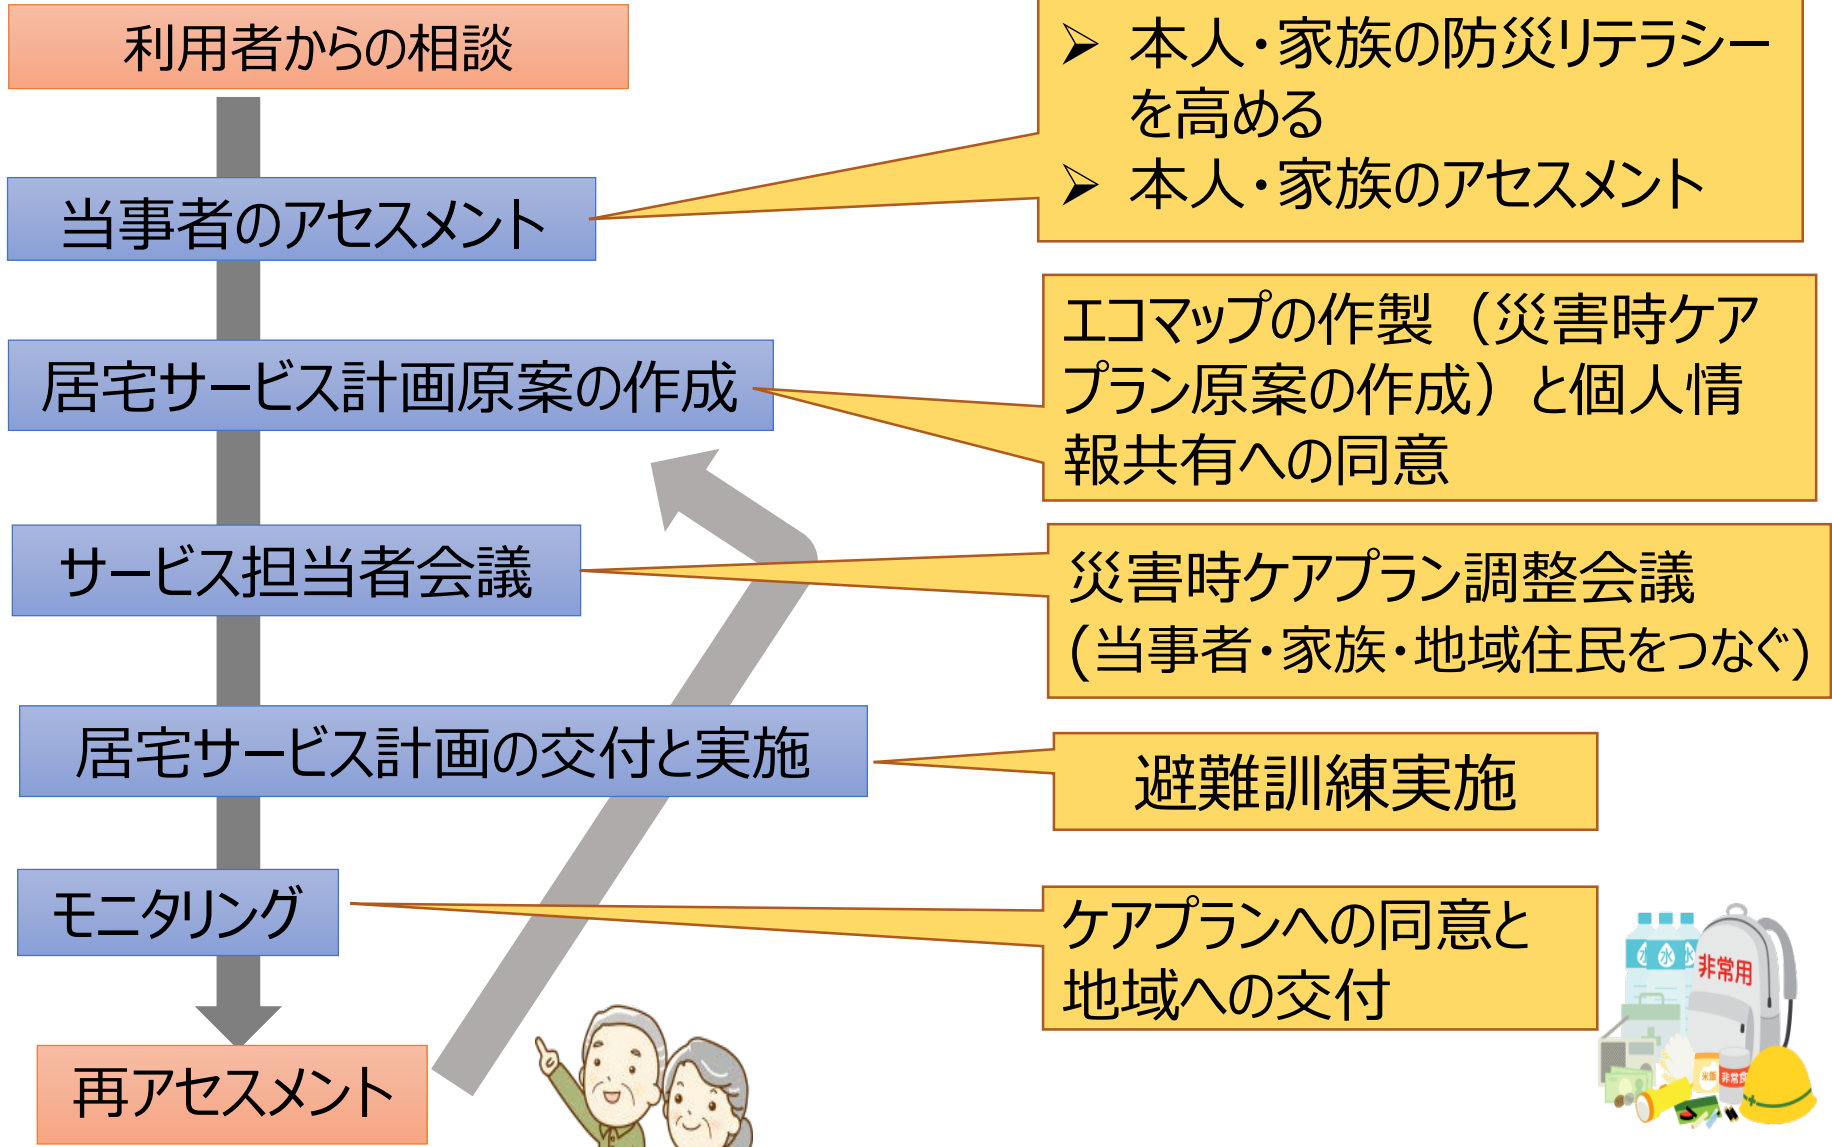 利用者からの相談
➢ 本人・家族の防災リテラシー
を高める
➢ 本人・家族のアセスメント
当事者のアセスメント
居宅サービス計画原案の作成
エコマップの作製（災害時ケア
プラン原案の作成）と個人情
報共有への同意
サービス担当者会議
災害時ケアプラン調整会議
(当事者・家族・地域住民をつなぐ)
居宅サービス計画の交付と実施
避難訓練実施
モニタリング
ケアプランへの同意と
地域への交付
再アセスメント
水
水
水
非常用
米飯
非常食